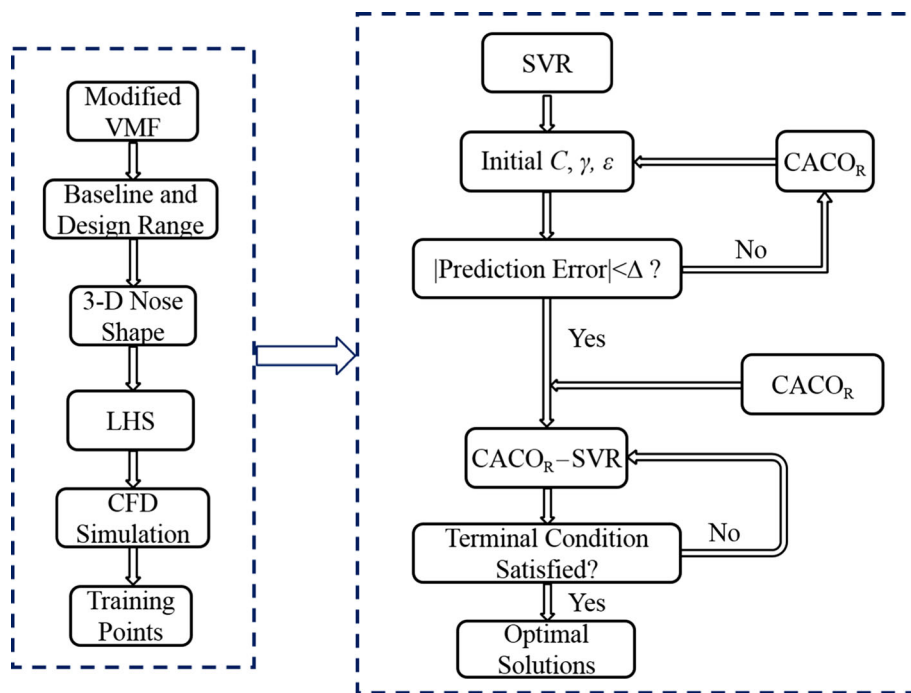 Modified
VMF
Baseline and
Design Range
3-D Nose
Shape
LHS
CFD
Simulation
Training
Points
SVR
Initial C, γ, ε
CACO_R
|Prediction Error|<Δ ?
No
Yes
CACO_R
CACO_R–SVR
Terminal Condition
Satisfied?
No
Yes
Optimal
Solutions